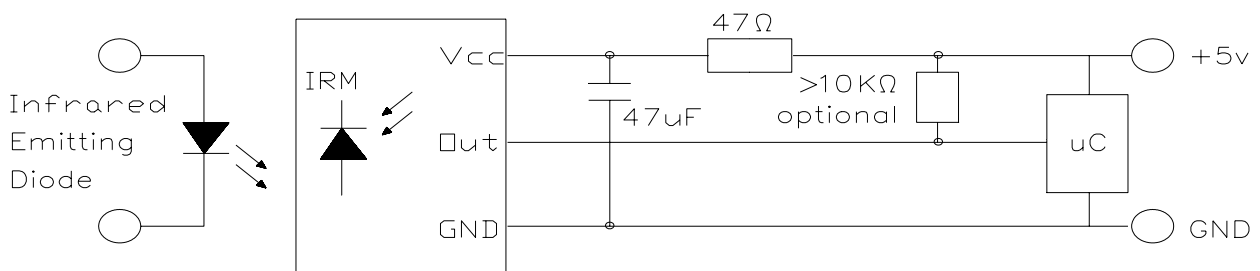 Infrared
Emitting
Diode
IRM
Vcc
Out
GND
47Ω
47uF
>10KΩ
optional
uC
+5v
GND